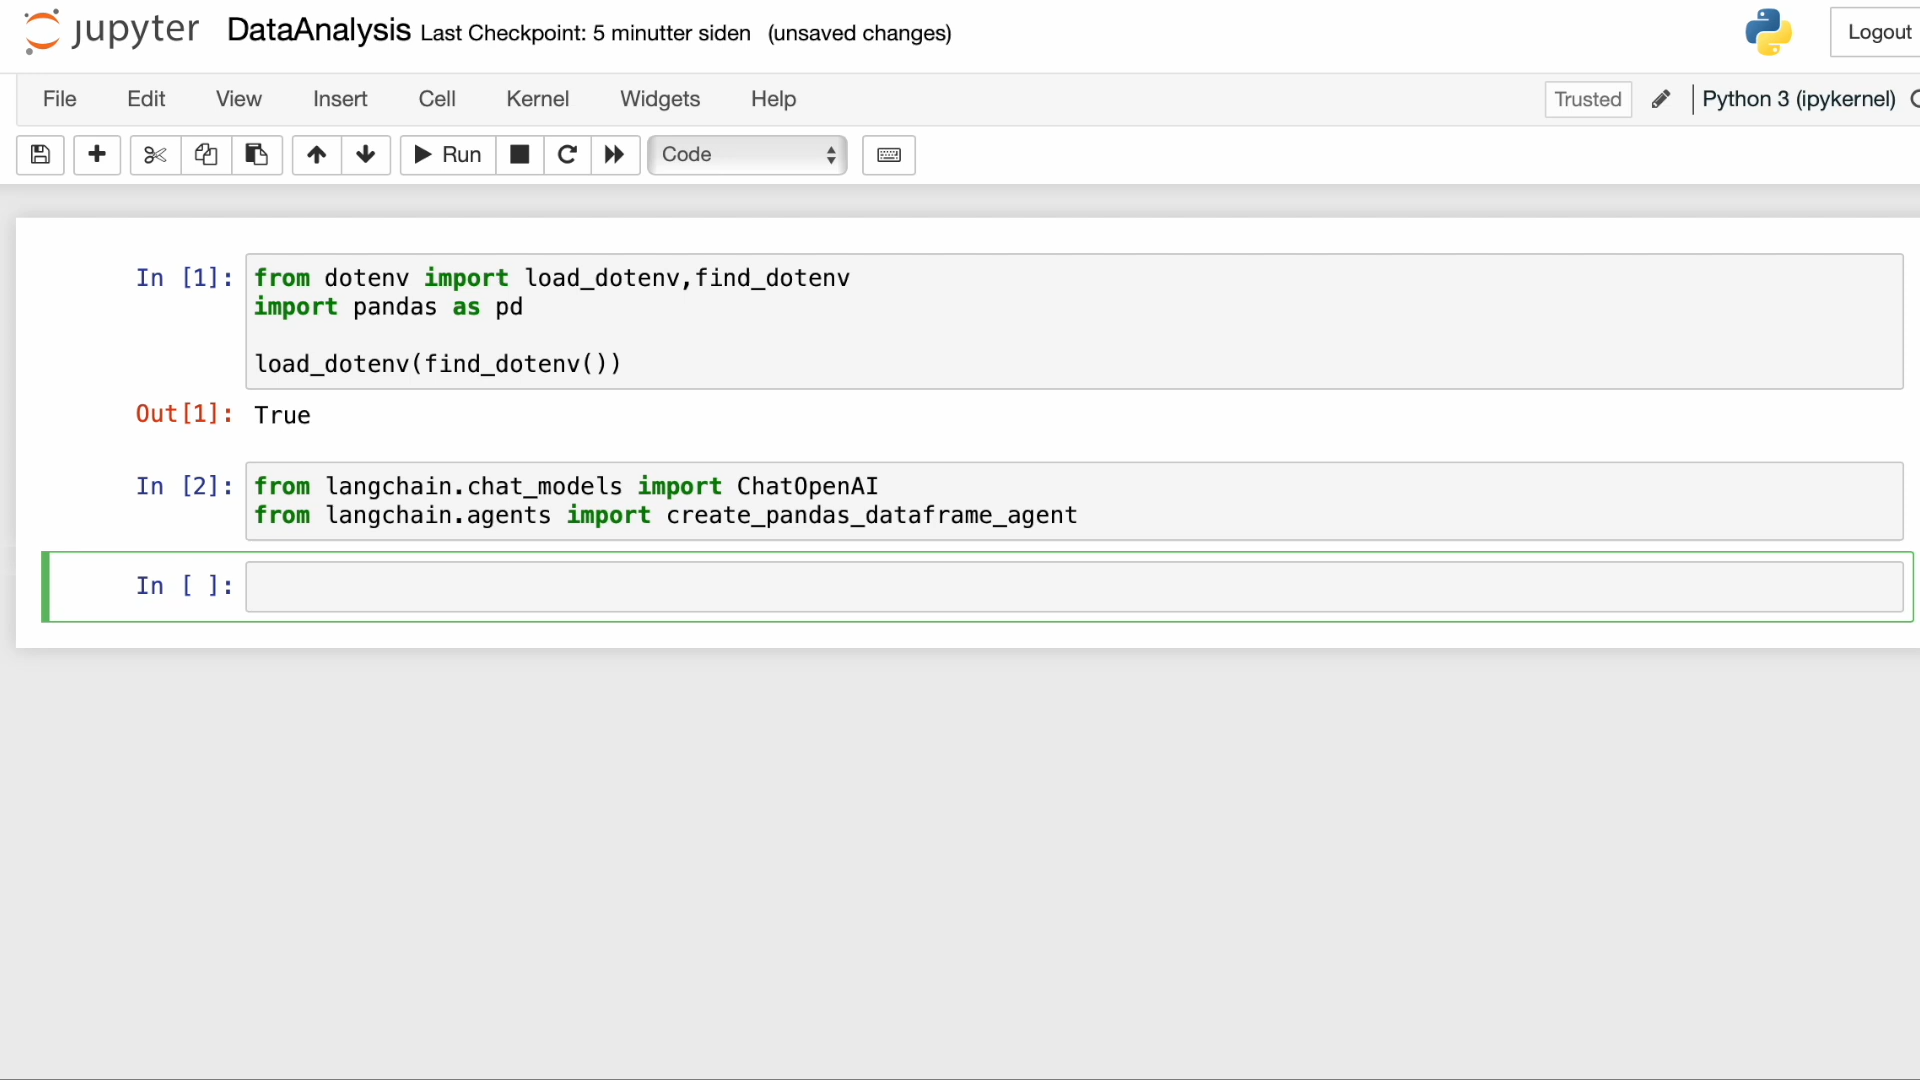 jupyter DataAnalysis Last Checkpoint: 5 minutter siden (unsaved changes) Logout
File Edit View Insert Cell Kernel Widgets Help Trusted Python 3 (ipykernel)
Run Code
In [1]: from dotenv import load_dotenv,find_dotenv
import pandas as pd
load_dotenv(find_dotenv())
Out[1]: True
In [2]: from langchain.chat_models import ChatOpenAI
from langchain.agents import create_pandas_dataframe_agent
In [ ]: